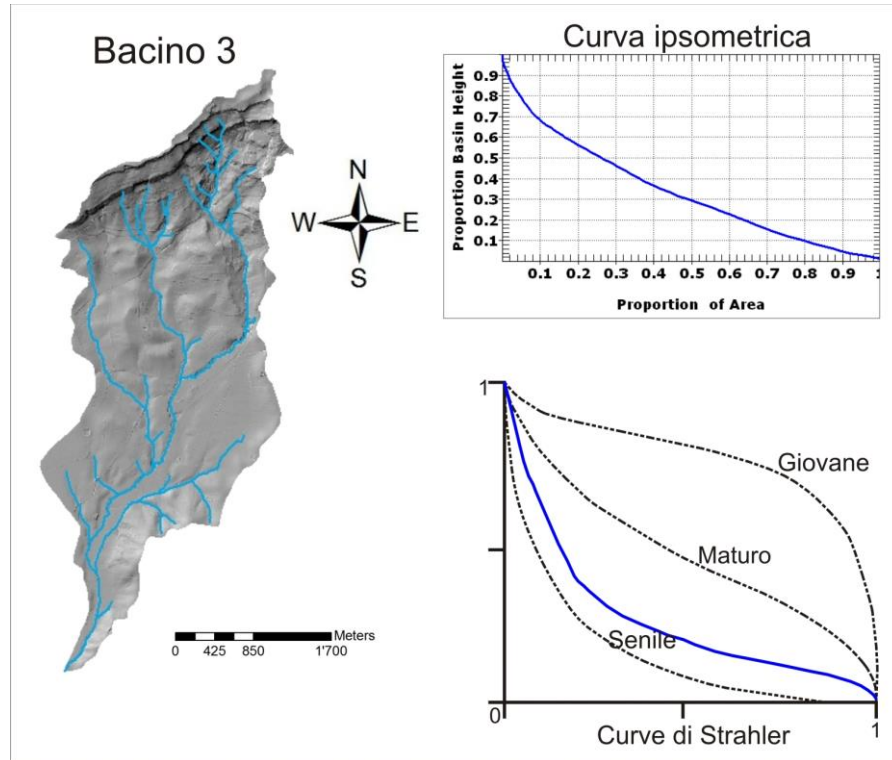 Bacino 3
N
W E
S
Meters
0 425 850 1'700
Curva ipsometrica
Proportion Basin Height
0.9
0.8
0.7
0.6
0.5
0.4
0.3
0.2
0.1
0.1 0.2 0.3 0.4 0.5 0.6 0.7 0.8 0.9 1
Proportion of Area
1
Giovane
Maturo
Senile
0 1
Curve di Strahler